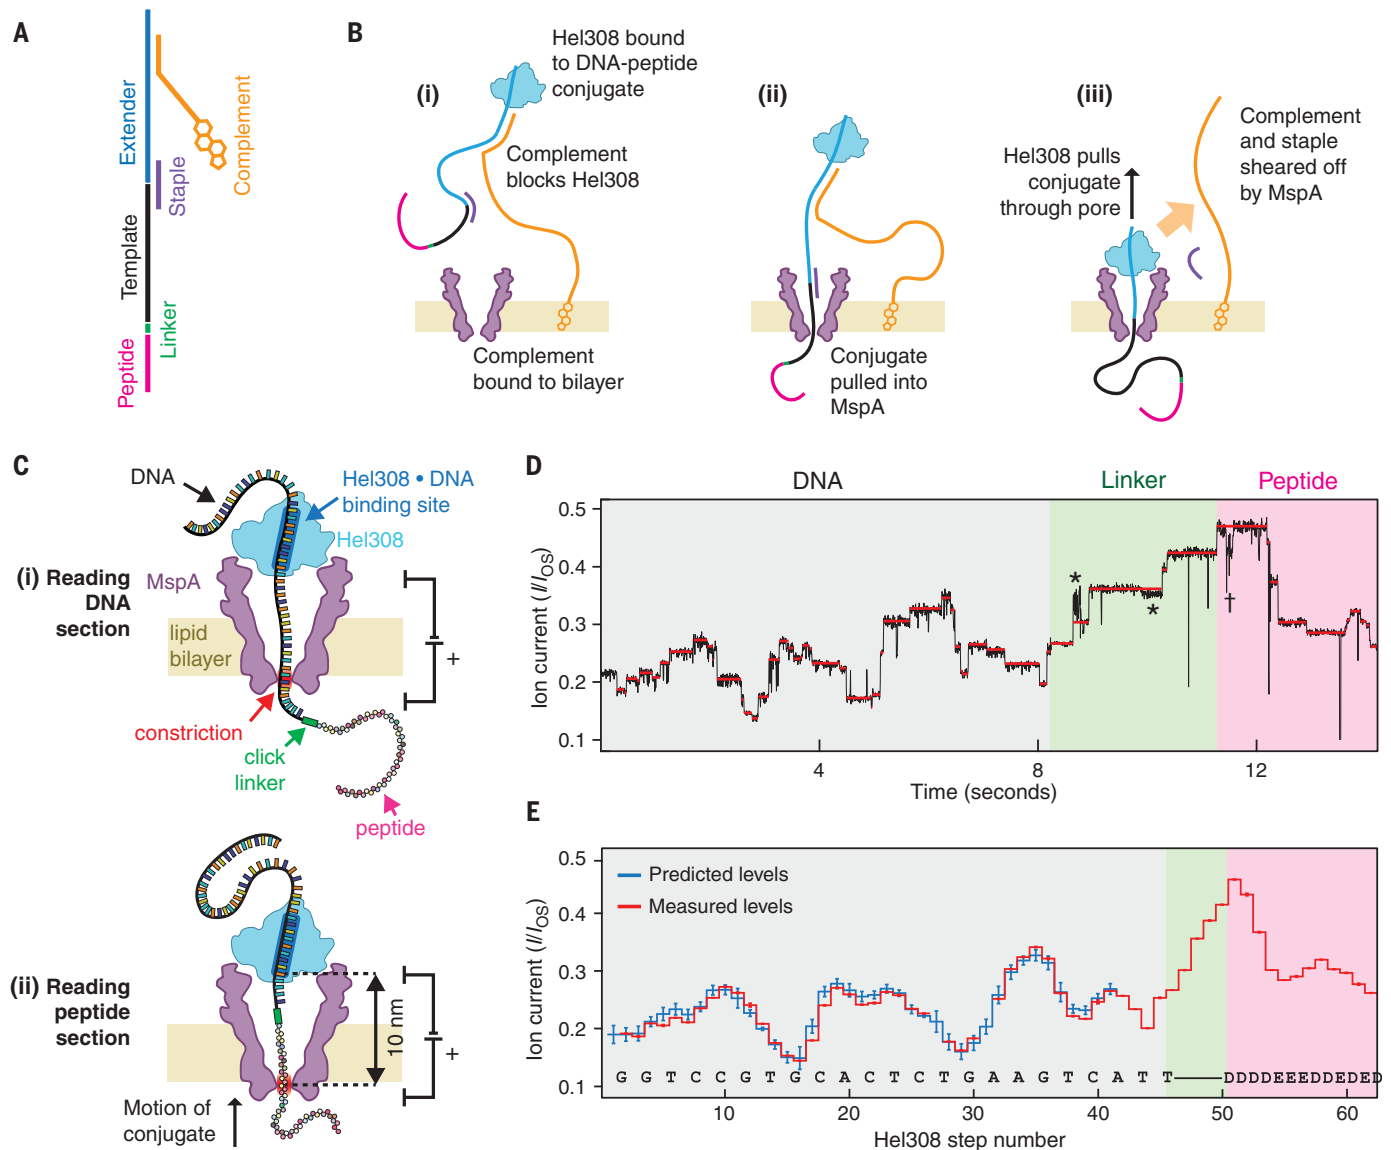 A
Extender
Complement
Staple
Template
Linker
Peptide
B
(i)
Hel308 bound
to DNA-peptide
conjugate
Complement
blocks Hel308
Complement
bound to bilayer
(ii)
Conjugate
pulled into
MspA
(iii)
Hel308 pulls
conjugate
through pore
Complement
and staple
sheared off
by MspA
C
DNA
Hel308 • DNA
binding site
Hel308
(i) Reading
DNA
section
MspA
lipid
bilayer
+
constriction
click
linker
peptide
(ii) Reading
peptide
section
10 nm
+
Motion of
conjugate
D
DNA
Linker
Peptide
Ion current (I/IOS)
0.5
0.4
0.3
0.2
0.1
*
*
†
4
8
12
Time (seconds)
E
Ion current (I/IOS)
0.5
0.4
0.3
0.2
0.1
Predicted levels
Measured levels
G G T C C G T G C A C T C T G A A G T C A T T DDDDEEEDDEDED
10
20
30
40
50
60
Hel308 step number